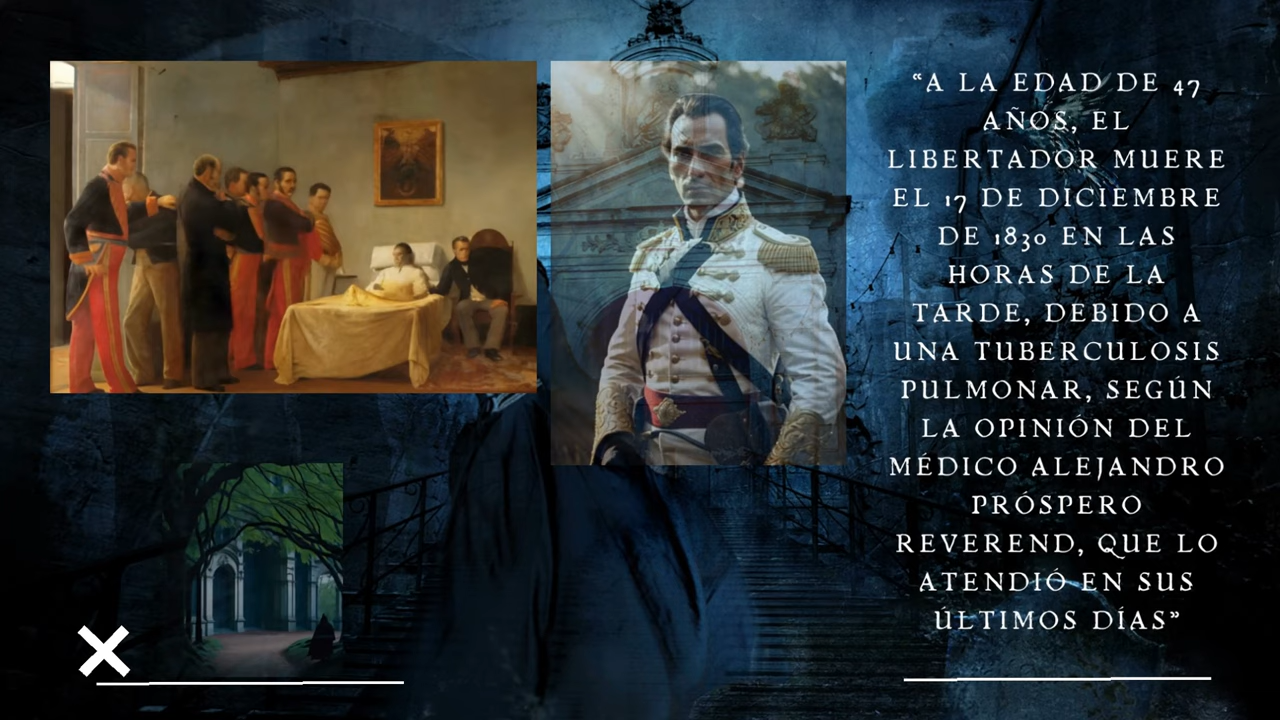 “A LA EDAD DE 47
AÑOS, EL
LIBERTADOR MUERE
EL 17 DE DICIEMBRE
DE 1830 EN LAS
HORAS DE LA
TARDE, DEBIDO A
UNA TUBERCULOSIS
PULMONAR, SEGÚN
LA OPINIÓN DEL
MÉDICO ALEJANDRO
PRÓSPERO
REVEREND, QUE LO
ATENDIÓ EN SUS
ÚLTIMOS DÍAS”